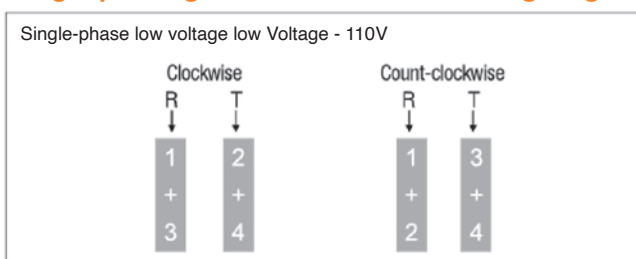 Single-phase low voltage low Voltage - 110V
Clockwise Count-clockwise
R T R T
1 2 1 3
+ + + +
3 4 2 4